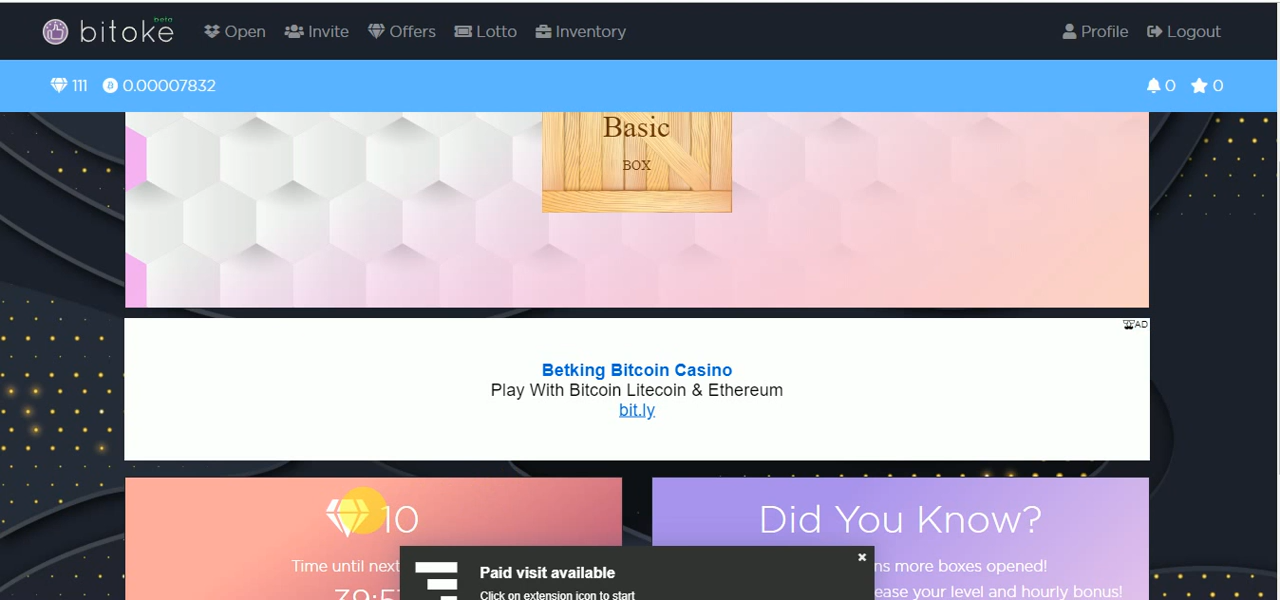 bitoke beta Open Invite Offers Lotto Inventory Profile Logout
111 0.00007832 0 0
Basic
BOX
AD
Betking Bitcoin Casino
Play With Bitcoin Litecoin & Ethereum
bit.ly
10 Did You Know?
Time until next ns more boxes opened!
ease your level and hourly bonus!
Paid visit available
Click on extension icon to start